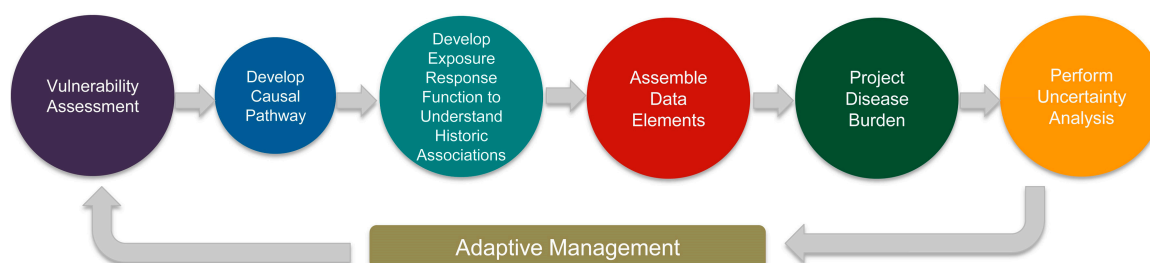 Vulnerability
Assessment
Develop
Causal
Pathway
Develop
Exposure
Response
Function to
Understand
Historic
Associations
Assemble
Data
Elements
Project
Disease
Burden
Perform
Uncertainty
Analysis
Adaptive Management